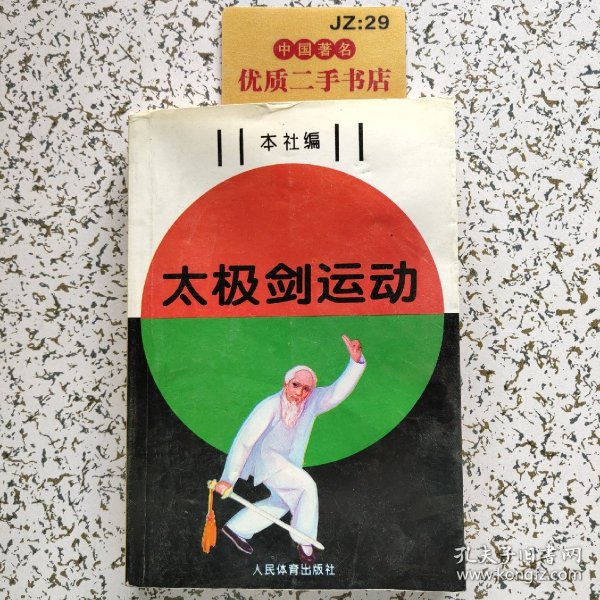 JZ:29
中国著名
优质二手书店
本社编
太极剑运动
人民体育出版社
孔夫子旧书网
www.kongfz.com